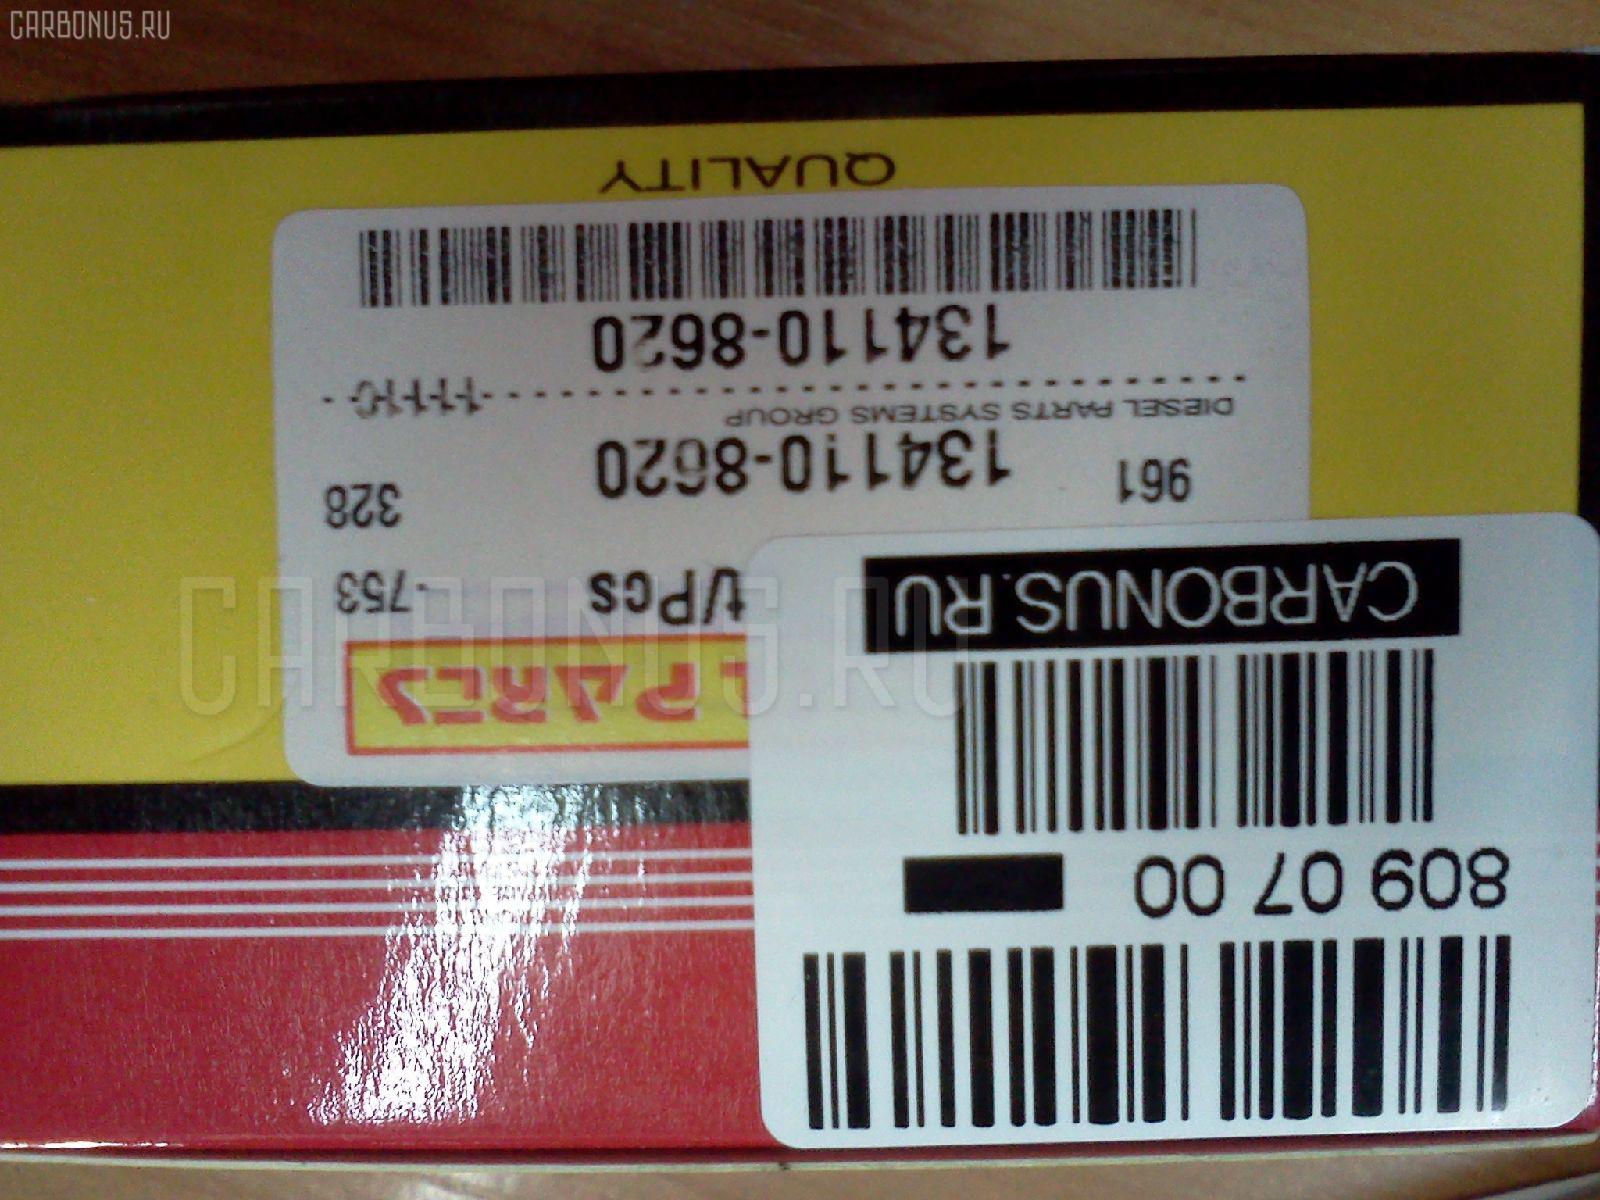 CARBONUS.RU
CARBONUS.RU
809 07 00
t/Pcs -753
961 134110-8620 328
DIESEL PARTS SYSTEMS GROUP
134110-8620
QUALITY
CARBONUS.RU